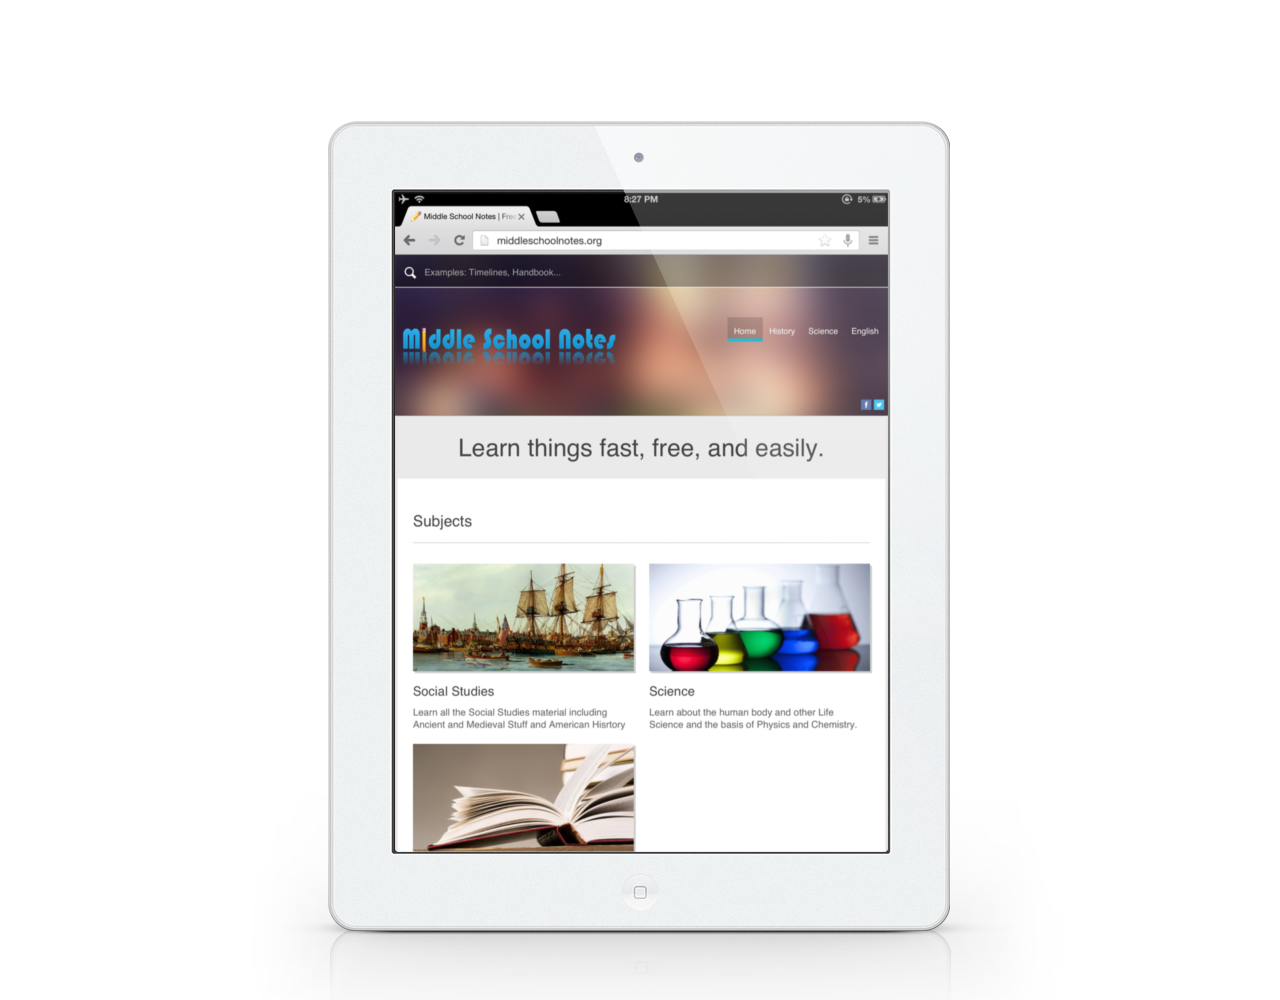 8:27 PM 5%
Middle School Notes | Free
middleschoolnotes.org
Examples: Timelines, Handbook...
Middle School Notes
Home History Science English
Learn things fast, free, and easily.
Subjects
Social Studies
Learn all the Social Studies material including
Ancient and Medieval Stuff and American Hisrtory
Science
Learn about the human body and other Life
Science and the basis of Physics and Chemistry.